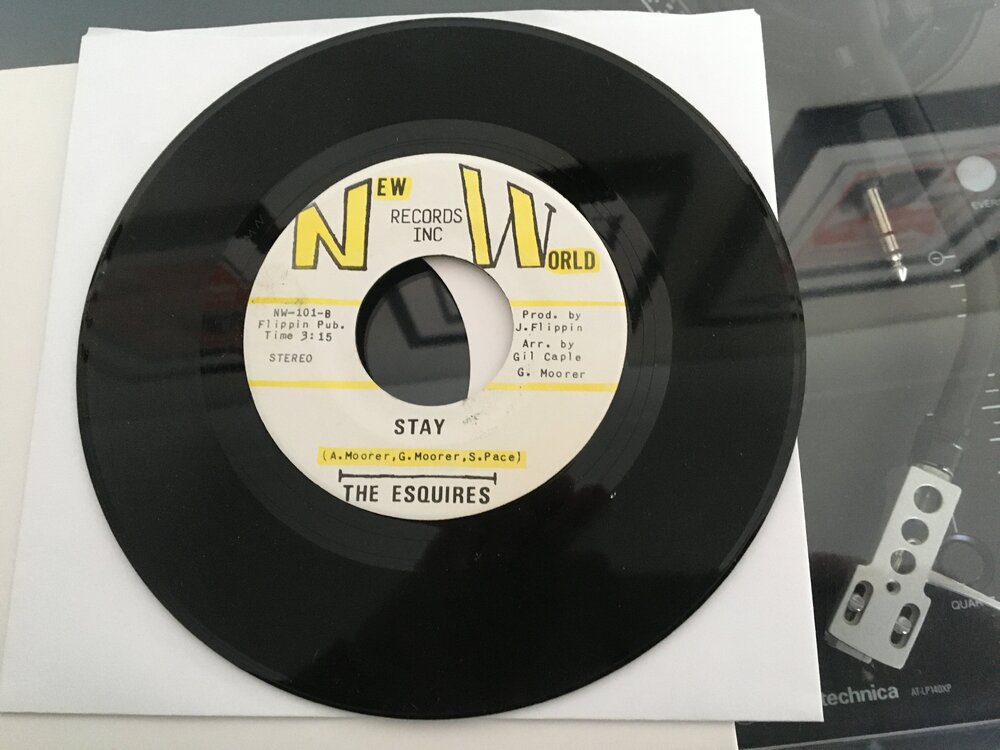 NEW WORLD
RECORDS
INC
NW-101-B
Flippin Pub.
Time 3:15
STEREO
Prod. by
J.Flippin
Arr. by
Gil Caple
G. Moorer
STAY
(A.Moorer,G.Moorer,S.Pace)
THE ESQUIRES
technica AT-LP140XP